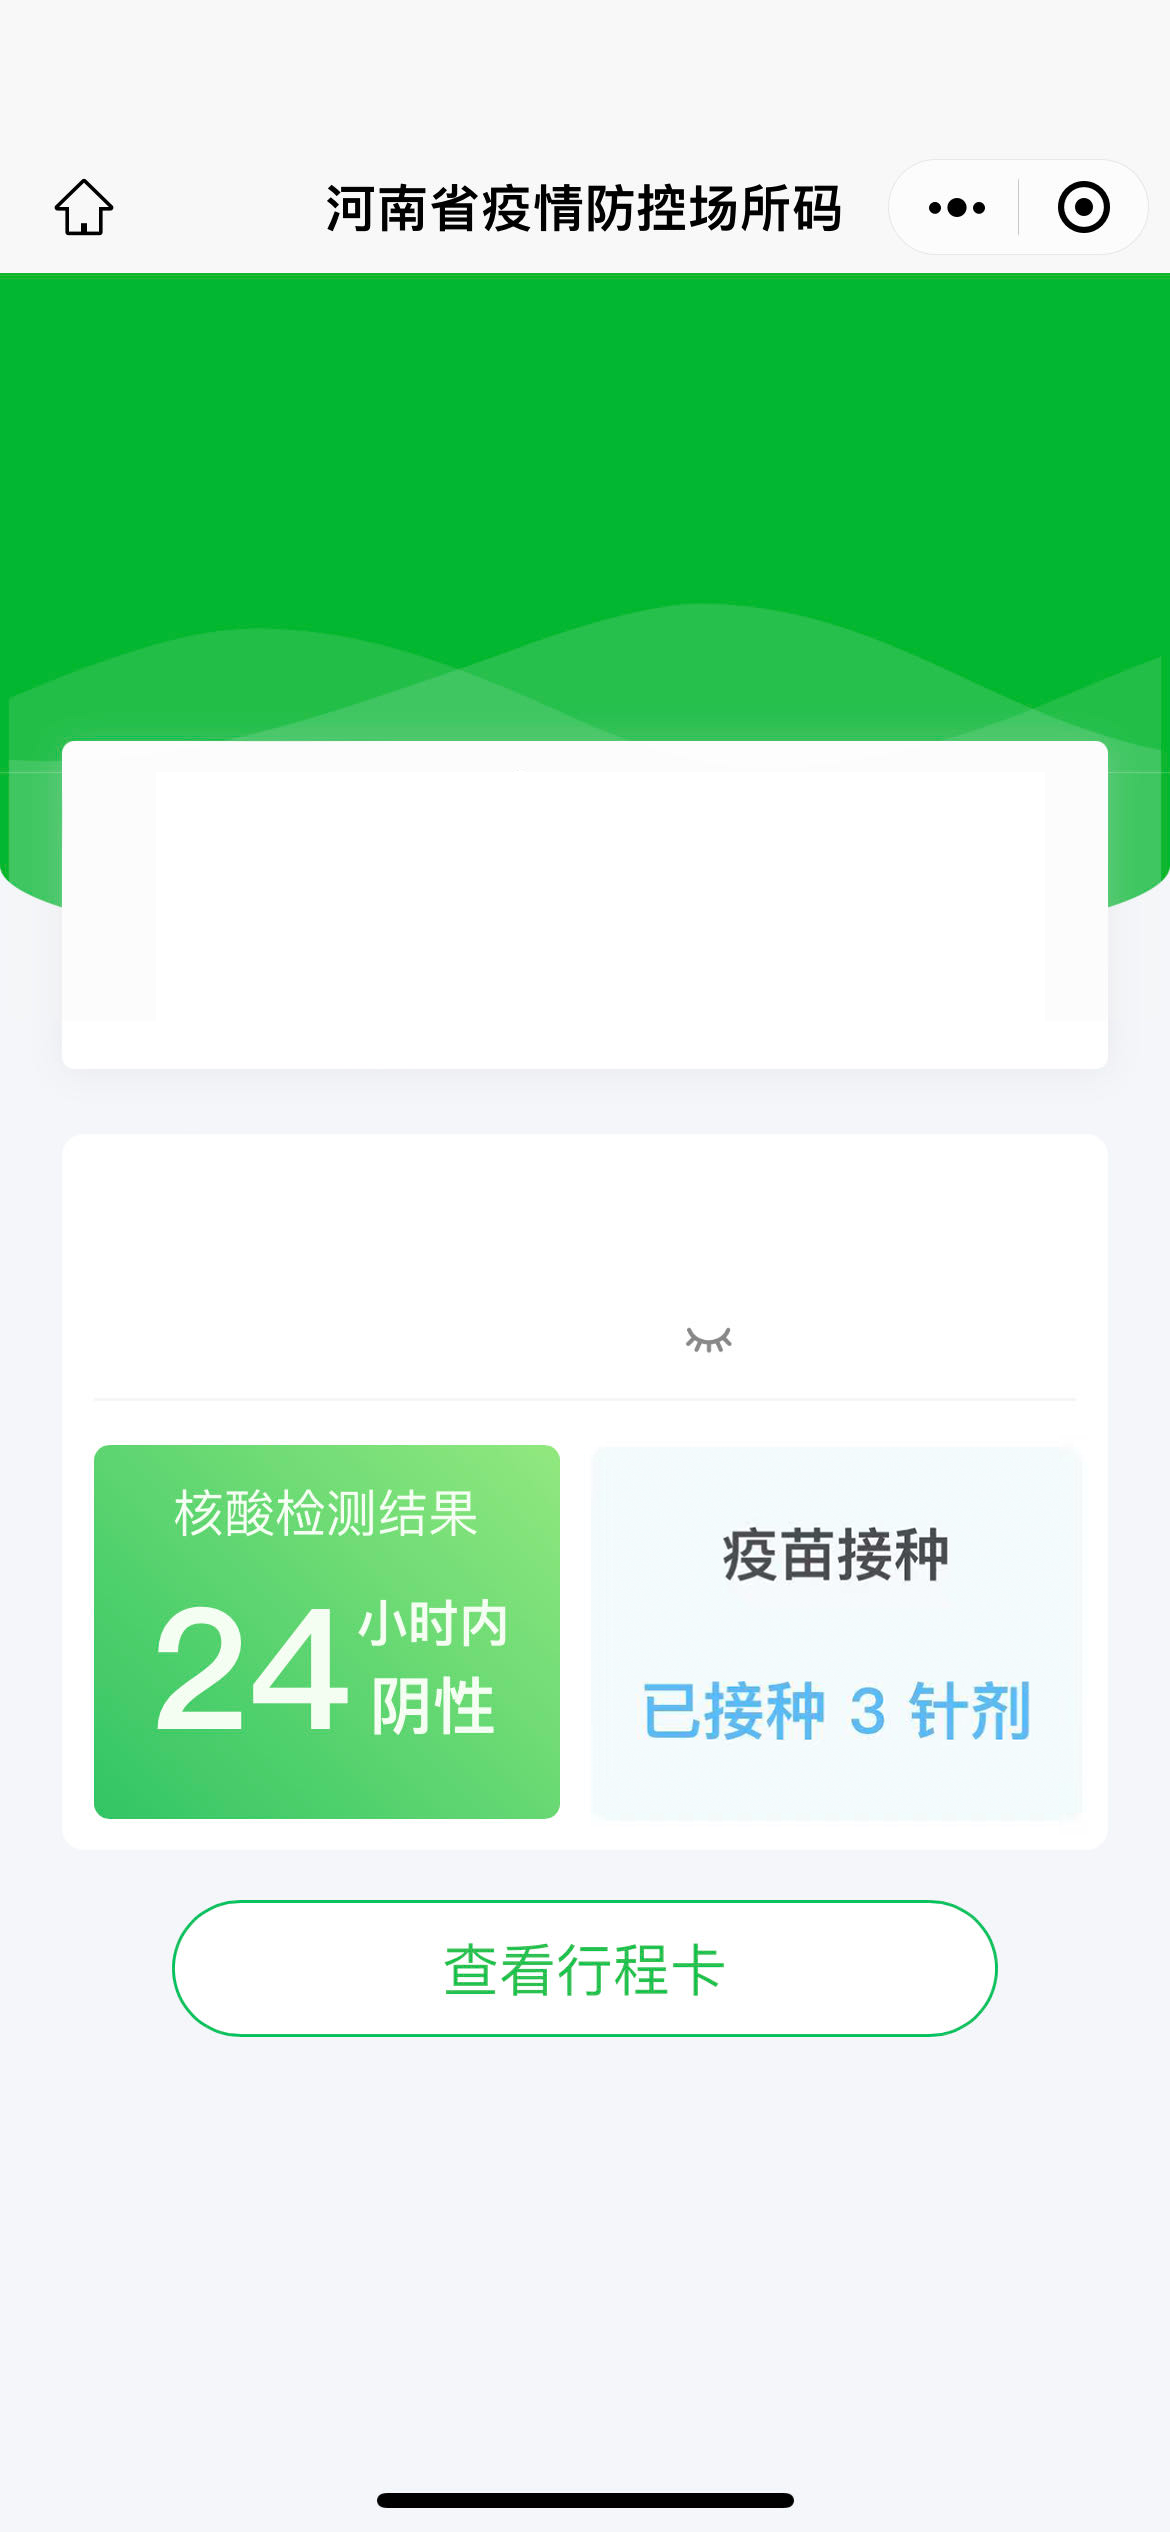 河南省疫情防控场所码
核酸检测结果
24 小时内
阴性
疫苗接种
已接种 3 针剂
查看行程卡